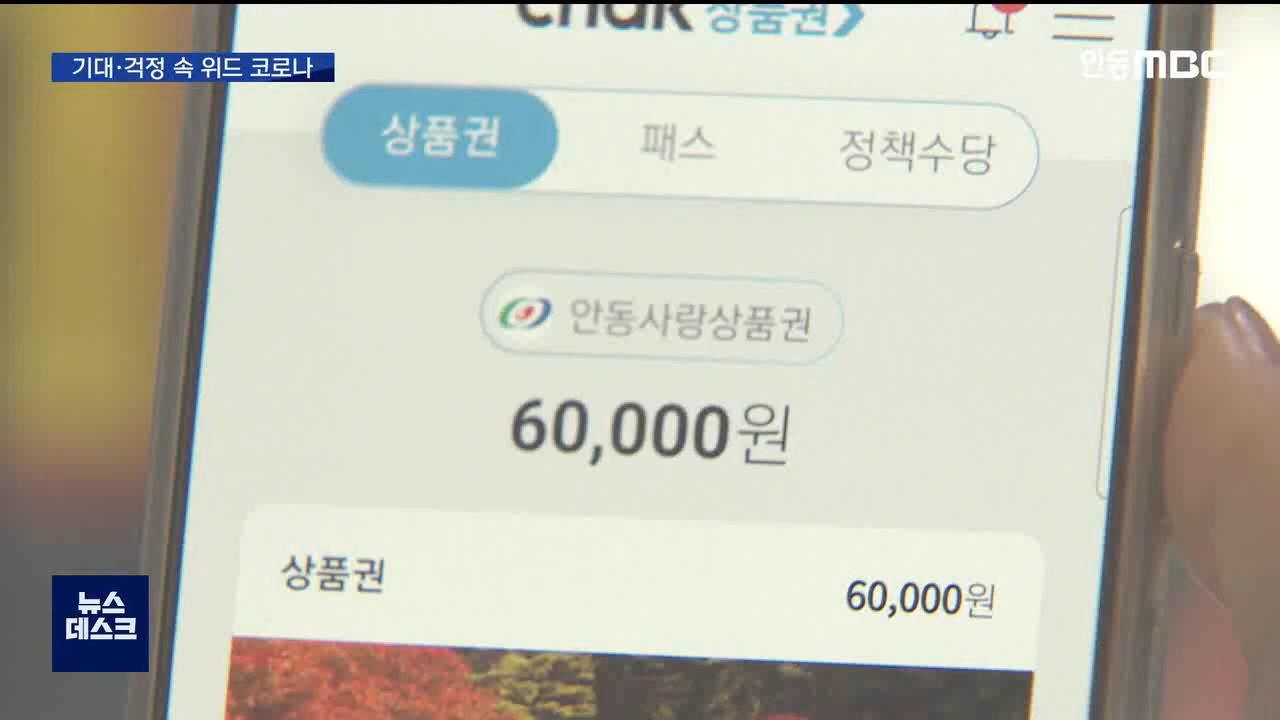 chak 상품권
기대·걱정 속 위드 코로나
안동MBC
상품권 패스 정책수당
안동사랑상품권
60,000원
상품권 60,000원
뉴스
데스크